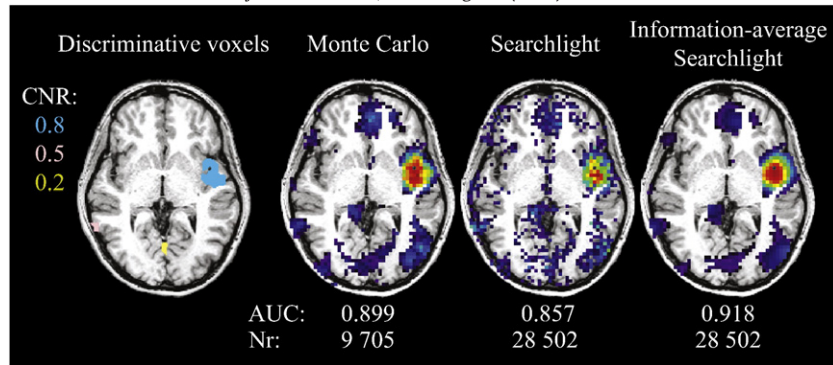 Discriminative voxels Monte Carlo Searchlight Information-average Searchlight
CNR:
0.8
0.5
0.2
AUC: 0.899 0.857 0.918
Nr: 9 705 28 502 28 502